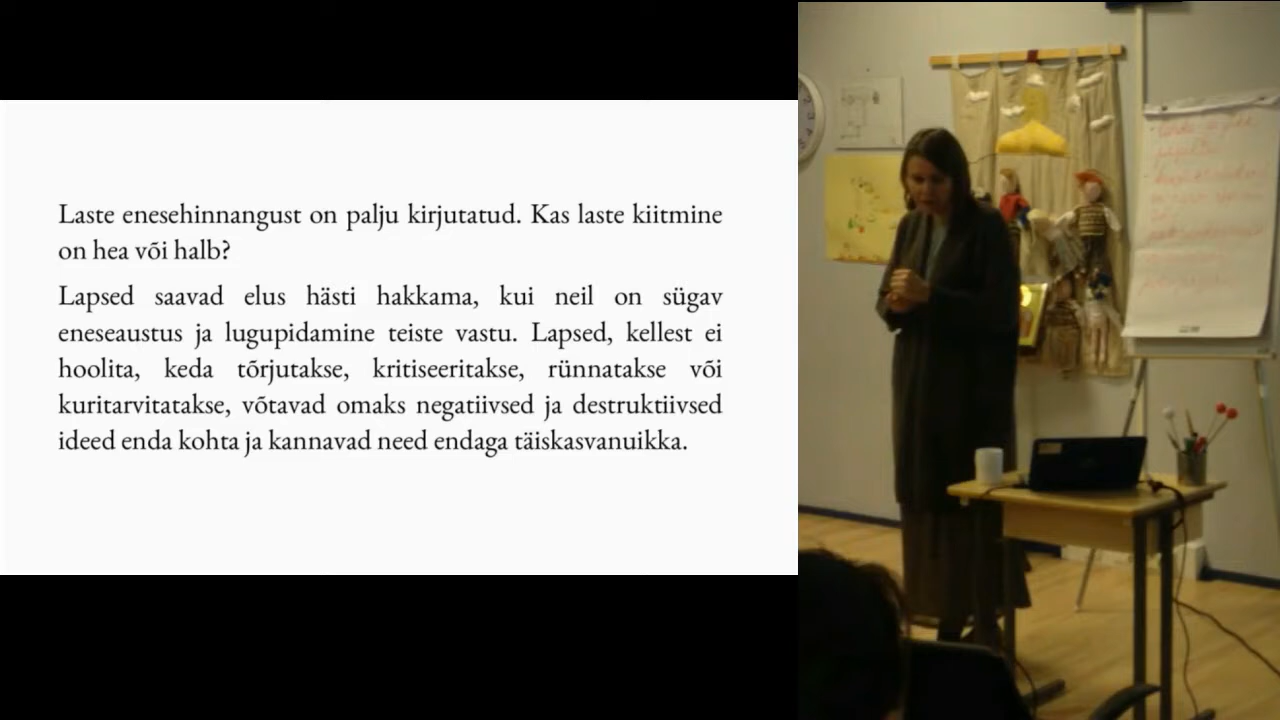 Laste enesehinnangust on palju kirjutatud. Kas laste kiitmine
on hea või halb?
Lapsed saavad elus hästi hakkama, kui neil on sügav
eneseaustus ja lugupidamine teiste vastu. Lapsed, kellest ei
hoolita, keda tõrjutakse, kritiseeritakse, rünnatakse või
kuritarvitatakse, võtavad omaks negatiivsed ja destruktiivsed
ideed enda kohta ja kannavad need endaga täiskasvanuikka.